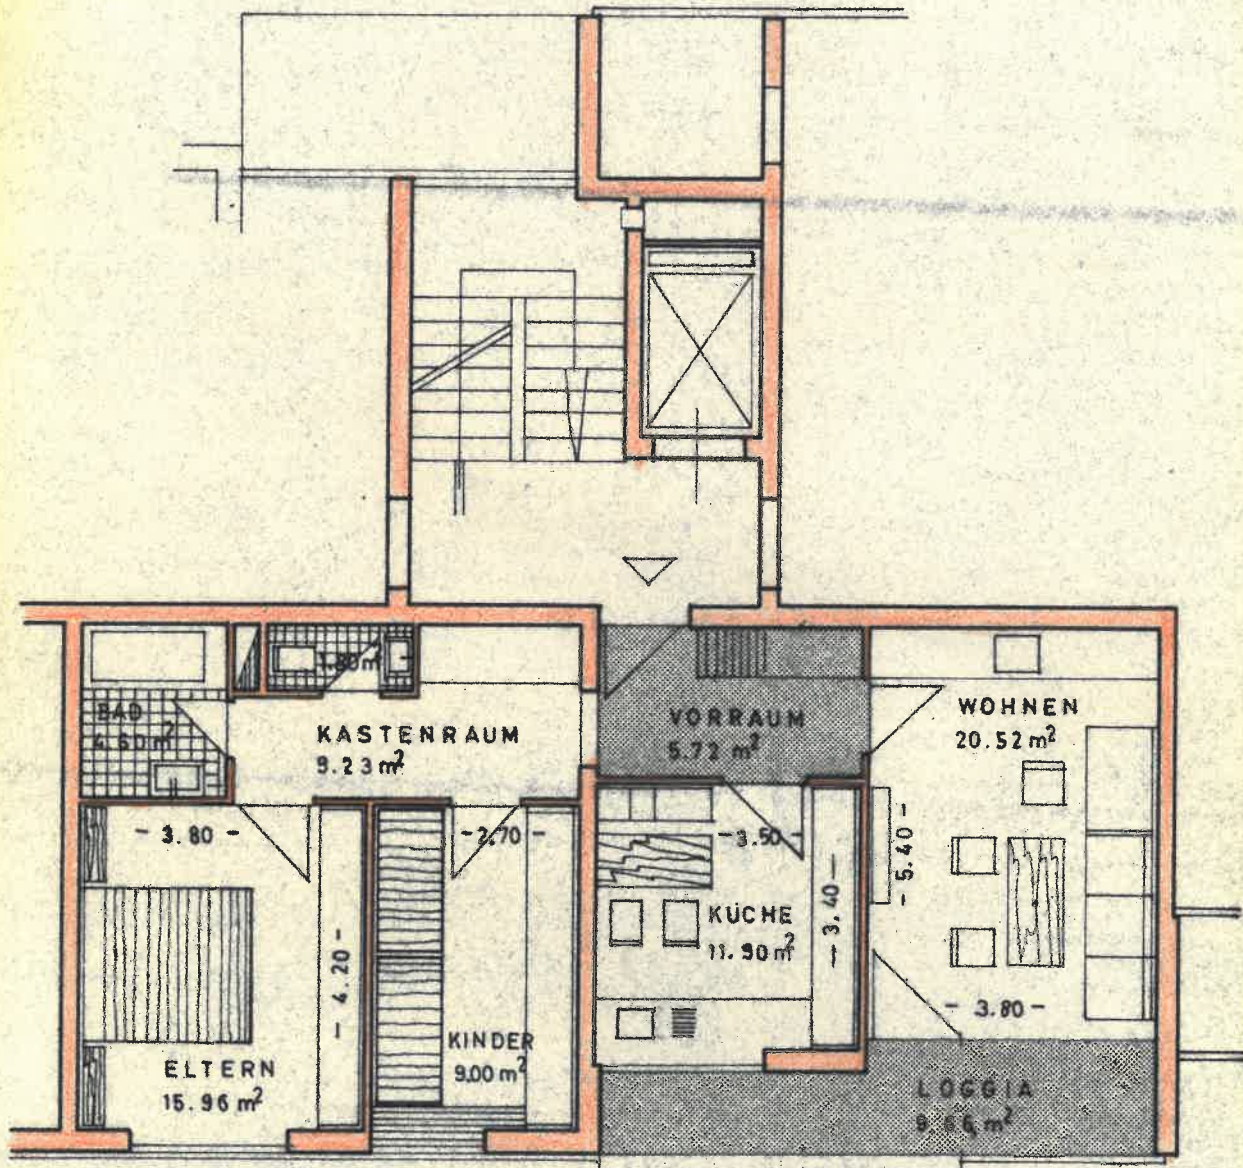 1.80 m²
BAD
4.60 m²
KASTENRAUM
9.23 m²
VORRAUM
5.72 m²
WOHNEN
20.52 m²
- 3.80 -
- 2.70 -
- 3.50 -
- 5.40 -
- 4.20 -
- 3.40 -
KÜCHE
11.90 m²
- 3.80 -
ELTERN
15.96 m²
KINDER
9.00 m²
LOGGIA
m²